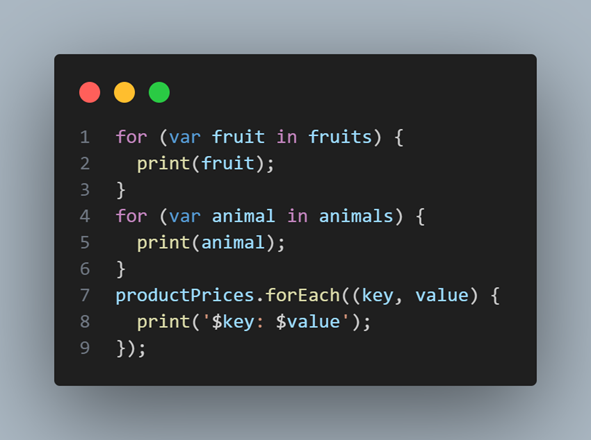 1 for (var fruit in fruits) {
2   print(fruit);
3 }
4 for (var animal in animals) {
5   print(animal);
6 }
7 productPrices.forEach((key, value) {
8   print('$key: $value');
9 });